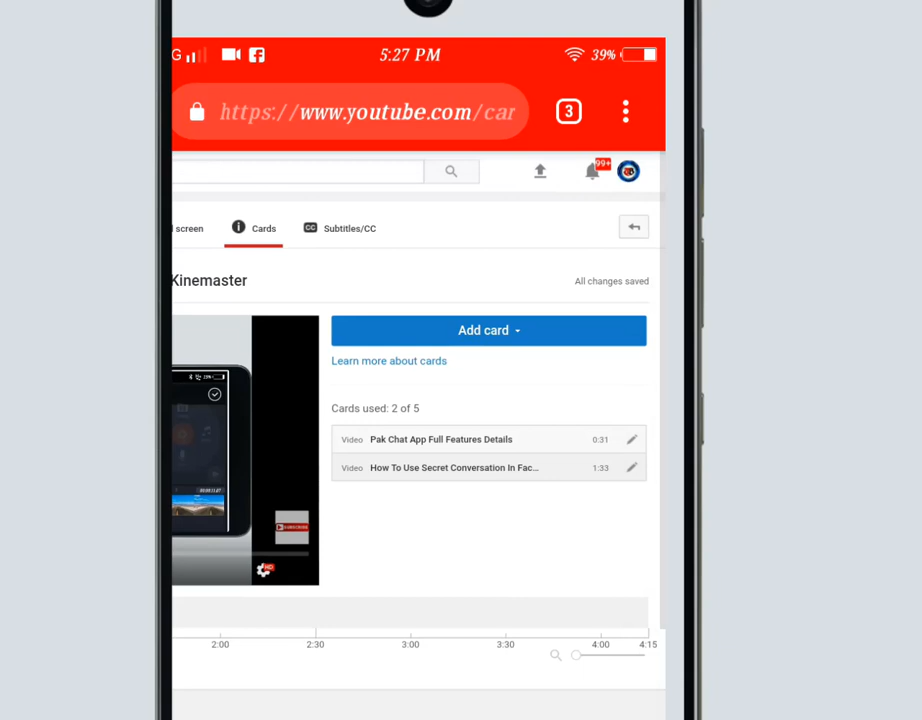 G 5:27 PM 39%
https://www.youtube.com/car 3
99+
l screen Cards CC Subtitles/CC
Kinemaster All changes saved
Add card
Learn more about cards
Cards used: 2 of 5
Video Pak Chat App Full Features Details 0:31
Video How To Use Secret Conversation In Fac... 1:33
SUBSCRIBE
HD
2:00 2:30 3:00 3:30 4:00 4:15